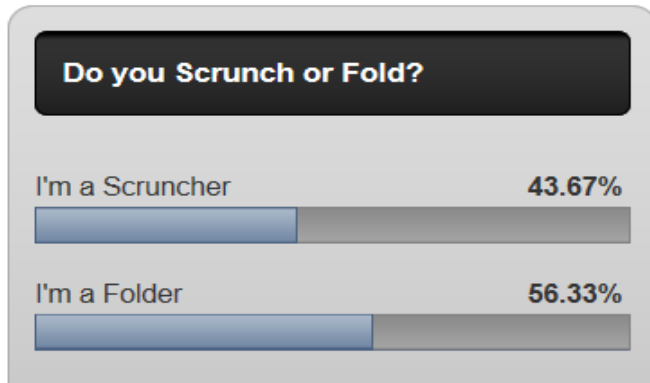 Do you Scrunch or Fold?
I'm a Scruncher 43.67%
I'm a Folder 56.33%